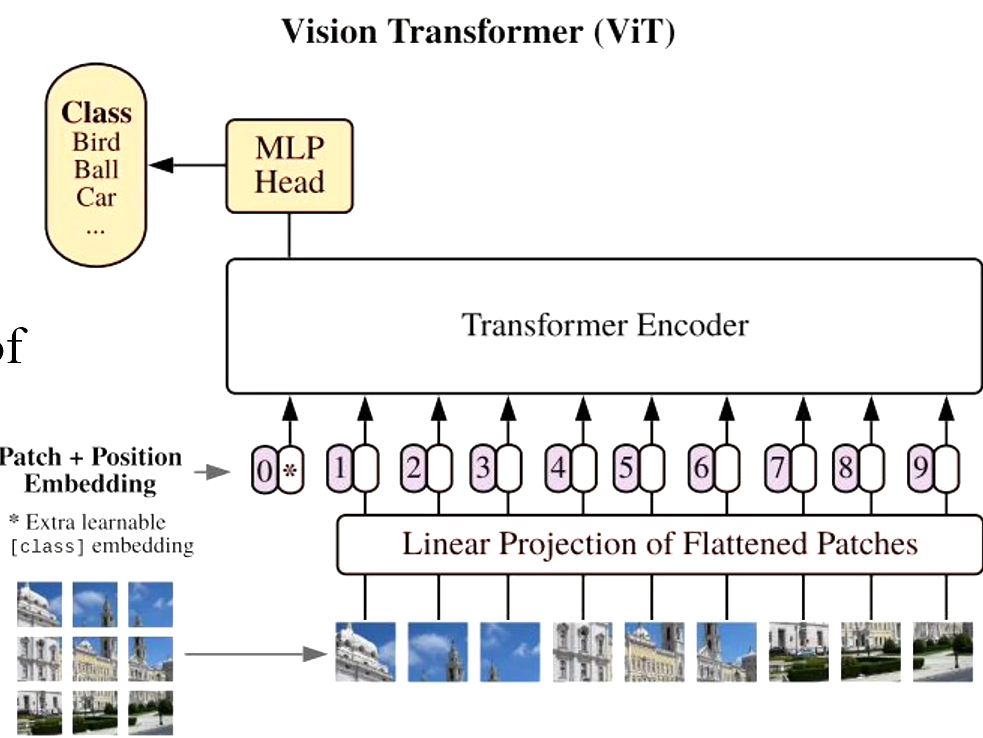 Vision Transformer (ViT)
Class
Bird
Ball
Car
...
MLP
Head
Transformer Encoder
of
Patch + Position
Embedding
0 * 1 2 3 4 5 6 7 8 9
* Extra learnable
[class] embedding
Linear Projection of Flattened Patches